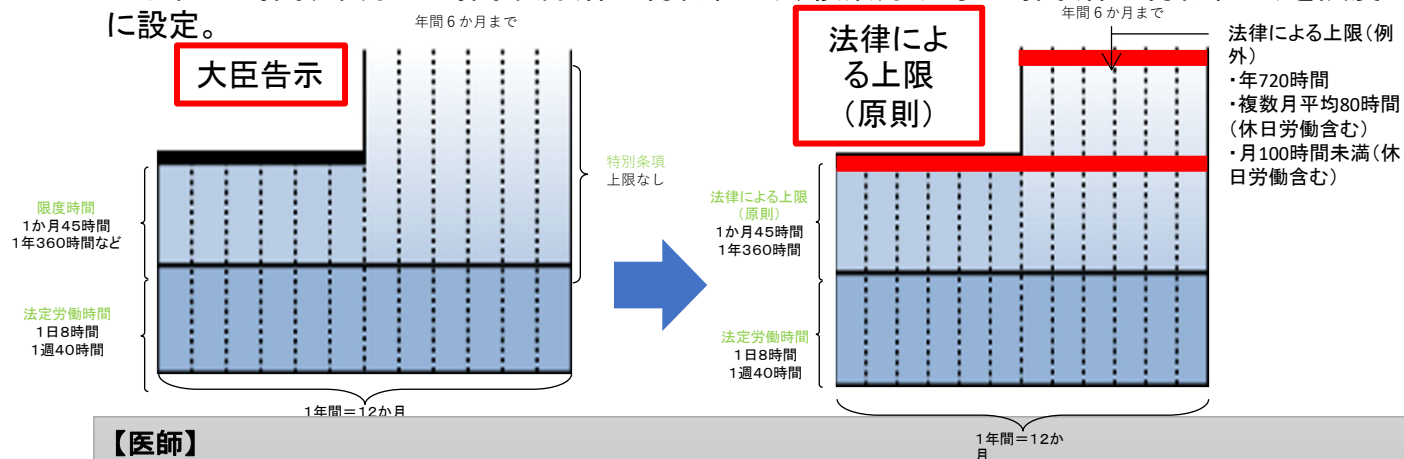 に設定。
年間6か月まで
大臣告示
限度時間
1か月45時間
1年360時間など
法定労働時間
1日8時間
1週40時間
特別条項
上限なし
1年間=12か月
年間6か月まで
法律によ
る上限
(原則)
法律による上限(例
外)
・年720時間
・複数月平均80時間
(休日労働含む)
・月100時間未満(休
日労働含む)
法律による上限
(原則)
1か月45時間
1年360時間
法定労働時間
1日8時間
1週40時間
1年間=12か
月
【医師】